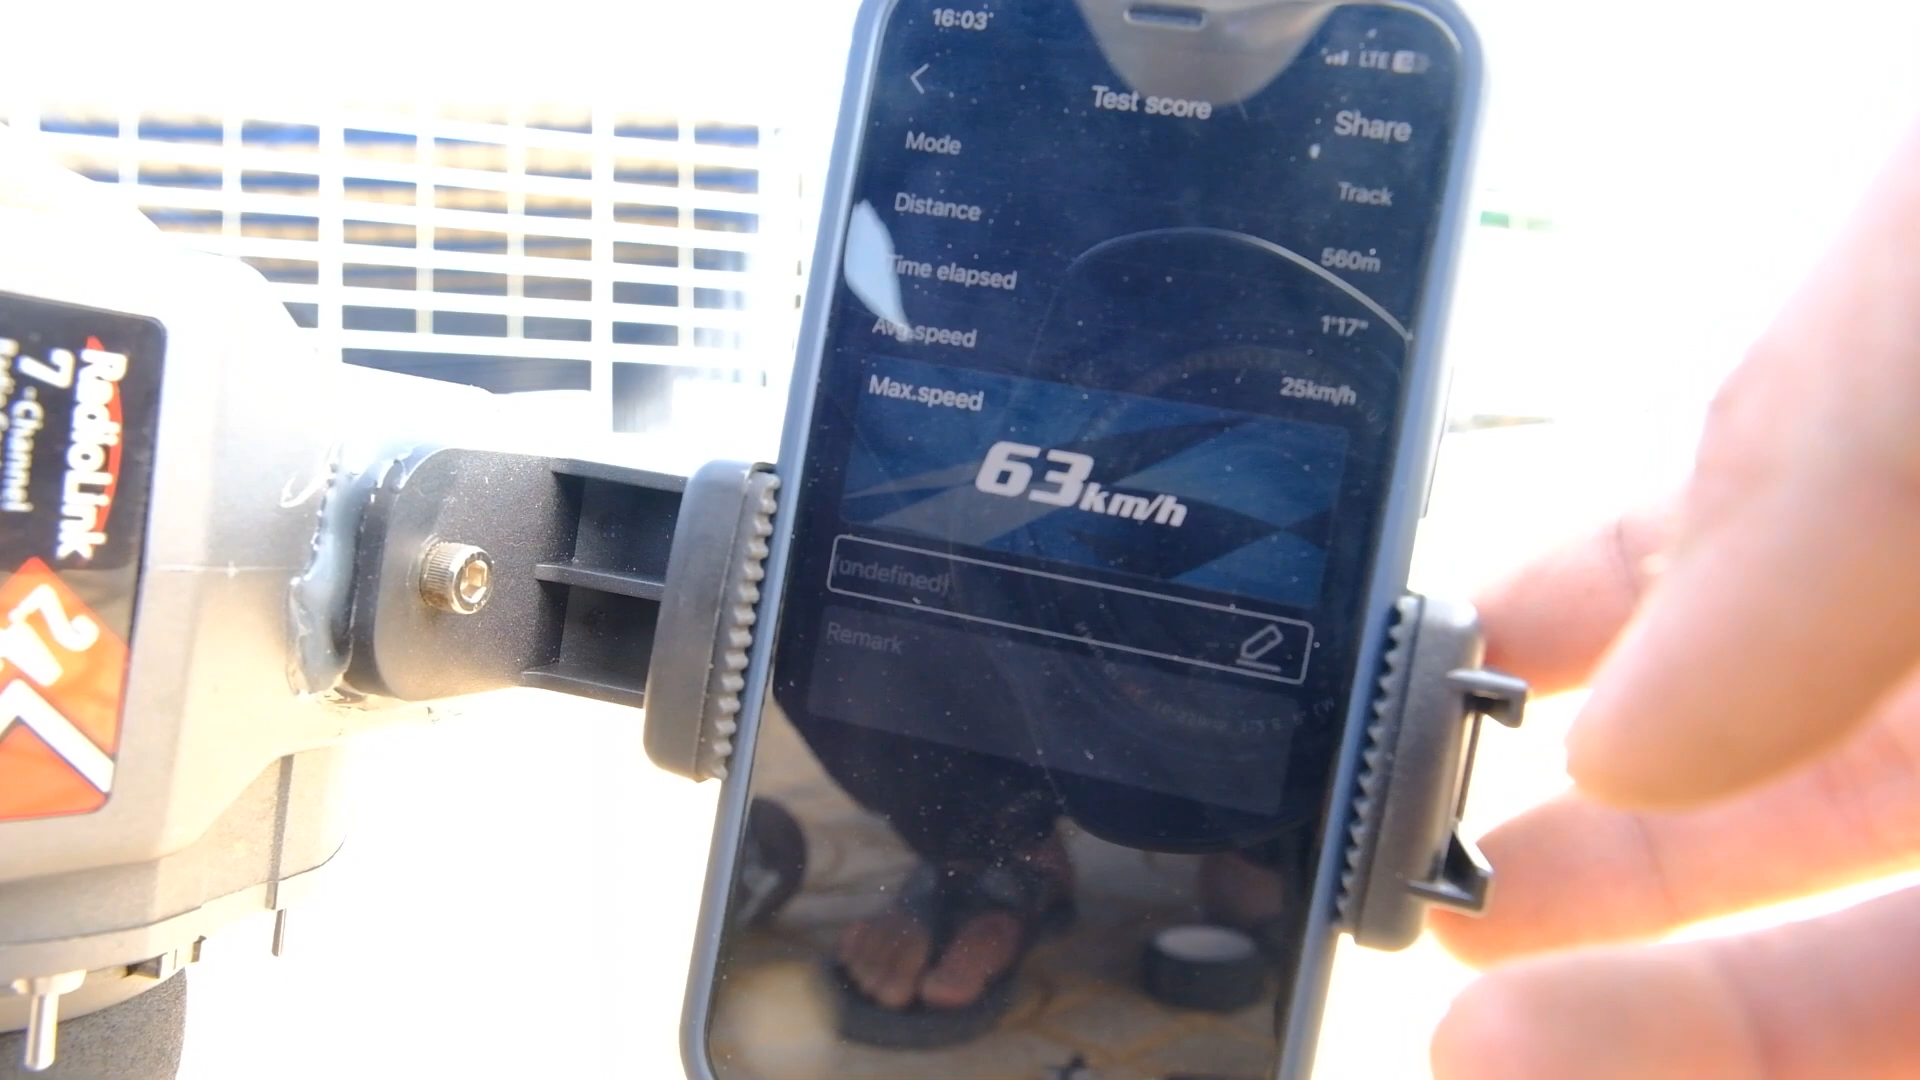 16:03
LTE
Test score
Share
Mode
Track
Distance
560m
Time elapsed
1'17"
Avg.speed
25km/h
Max.speed
63km/h
{undefined}
Remark
RadioLink
7-Channel
2.4